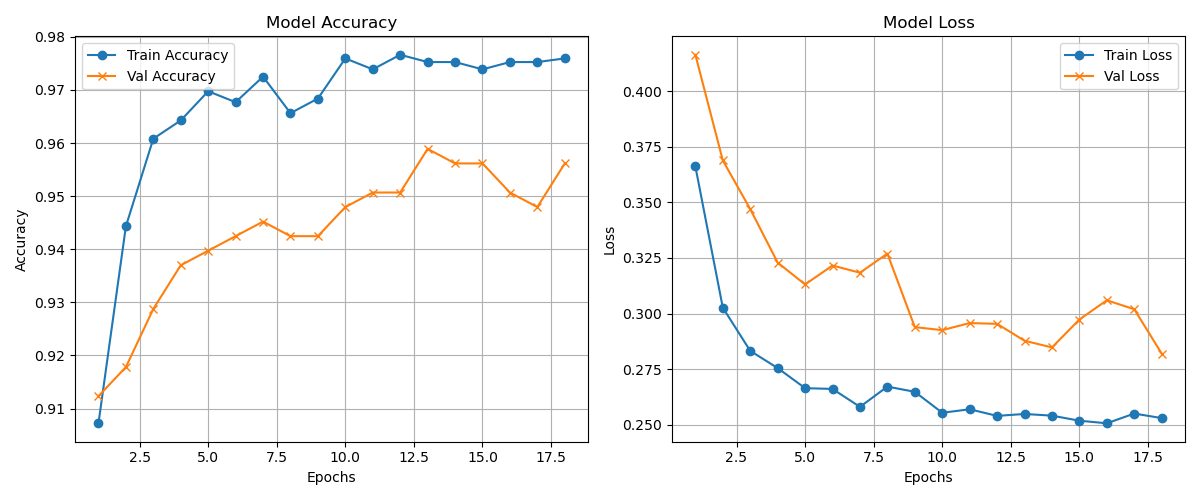 Model Accuracy
0.98
0.97
0.96
0.95
0.94
0.93
0.92
0.91
Accuracy
Train Accuracy
Val Accuracy
2.5 5.0 7.5 10.0 12.5 15.0 17.5
Epochs
Model Loss
0.400
0.375
0.350
0.325
0.300
0.275
0.250
Loss
Train Loss
Val Loss
2.5 5.0 7.5 10.0 12.5 15.0 17.5
Epochs